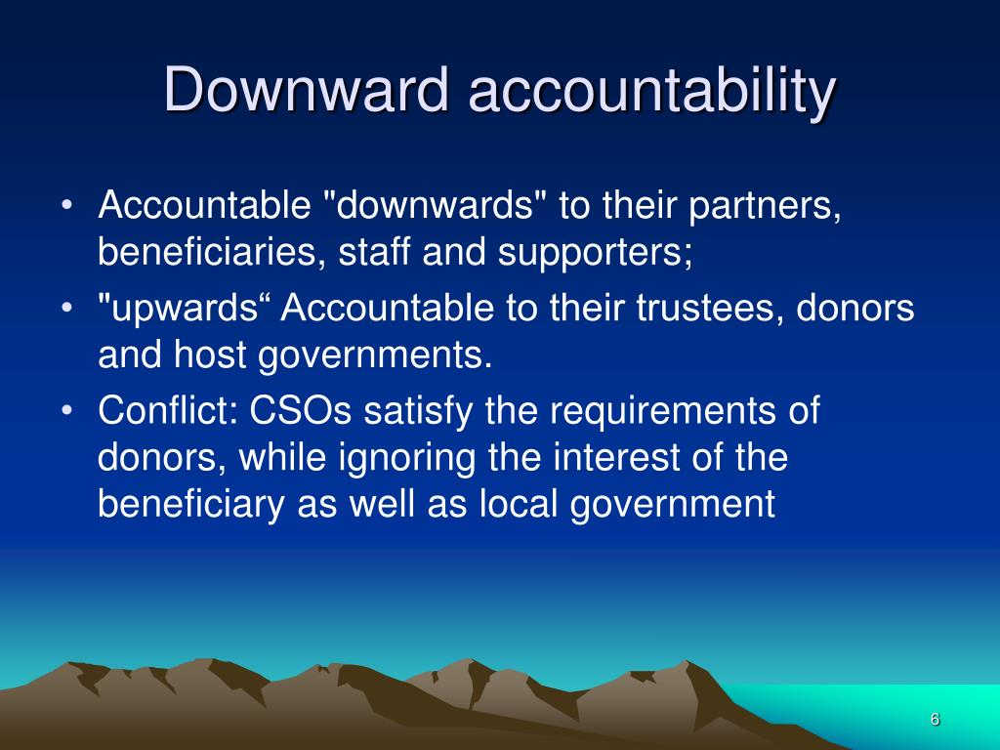 Downward accountability
• Accountable "downwards" to their partners,
beneficiaries, staff and supporters;
• "upwards“ Accountable to their trustees, donors
and host governments.
• Conflict: CSOs satisfy the requirements of
donors, while ignoring the interest of the
beneficiary as well as local government
6